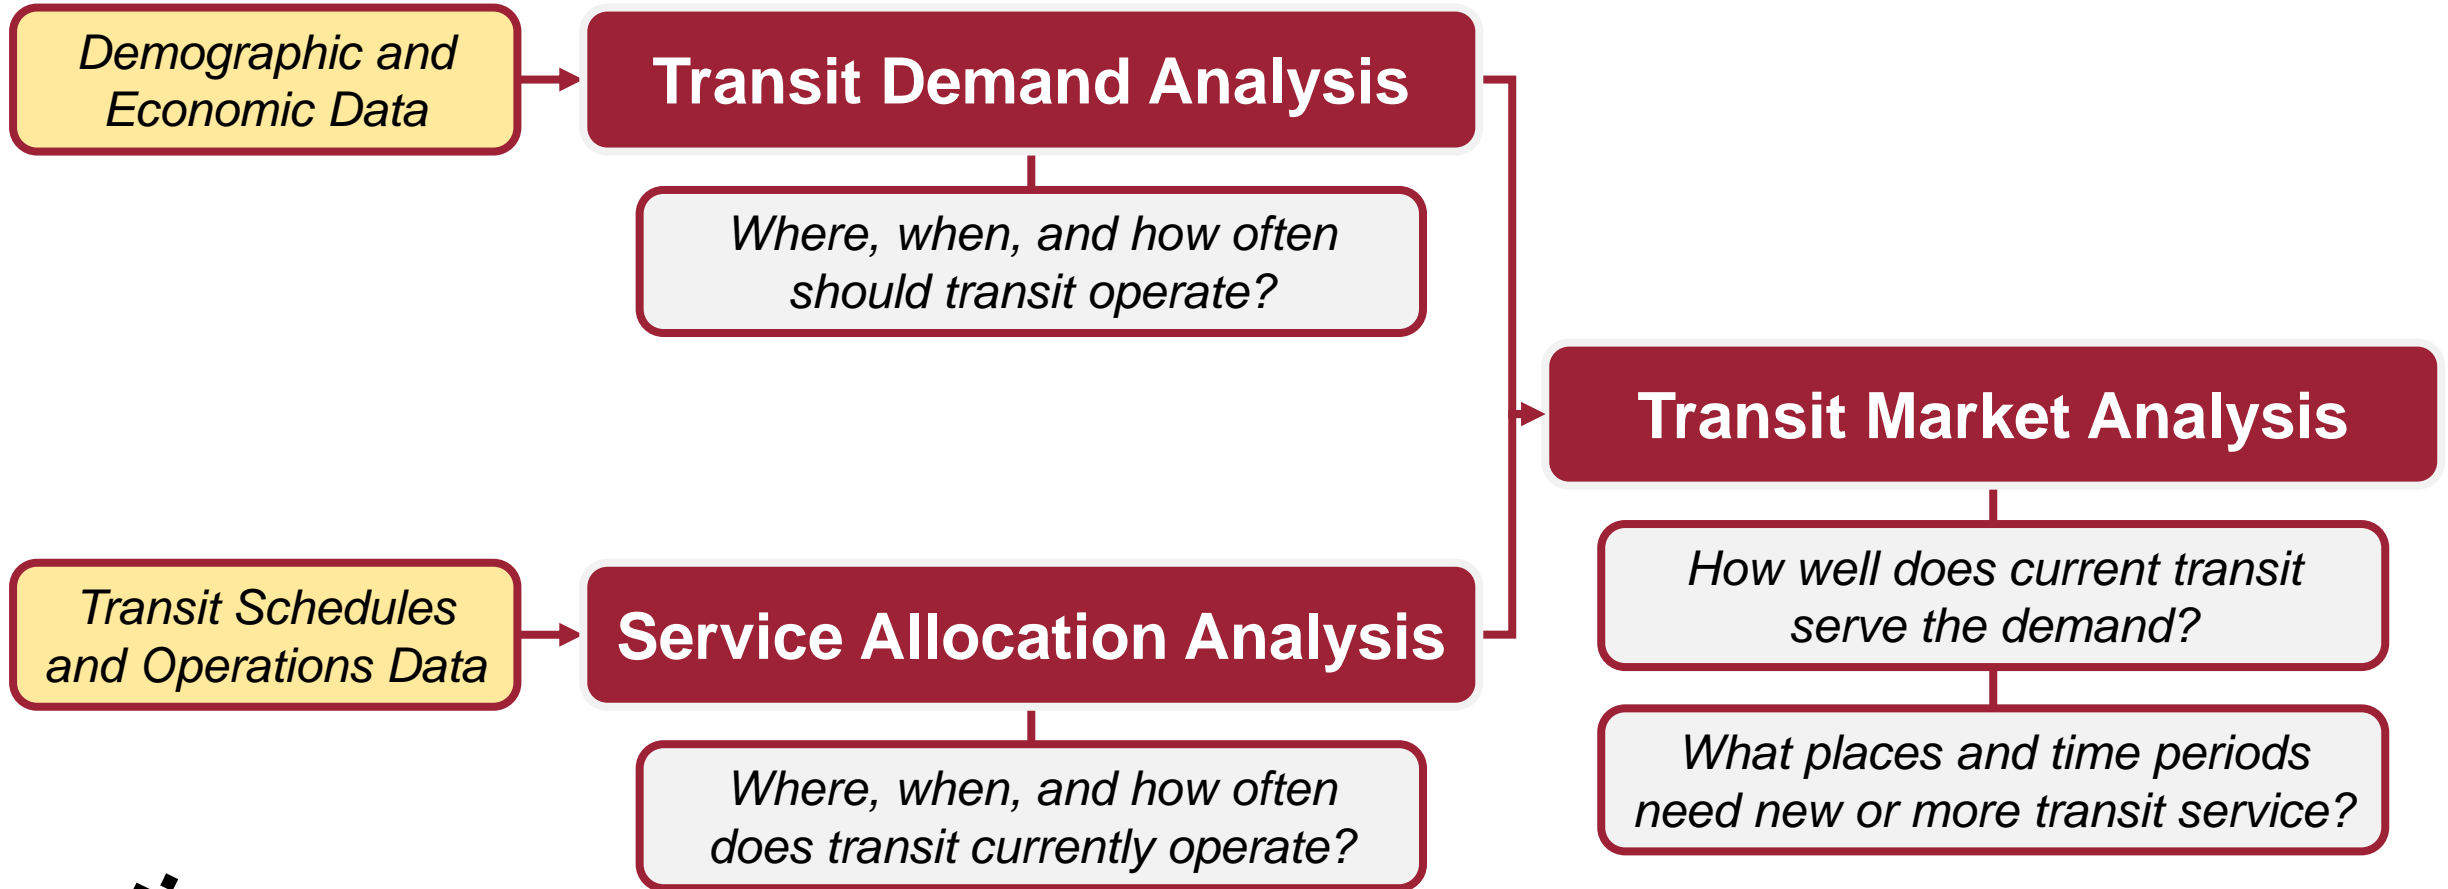 Demographic and
Economic Data
Transit Demand Analysis
Where, when, and how often
should transit operate?
Transit Schedules
and Operations Data
Service Allocation Analysis
Where, when, and how often
does transit currently operate?
Transit Market Analysis
How well does current transit
serve the demand?
What places and time periods
need new or more transit service?